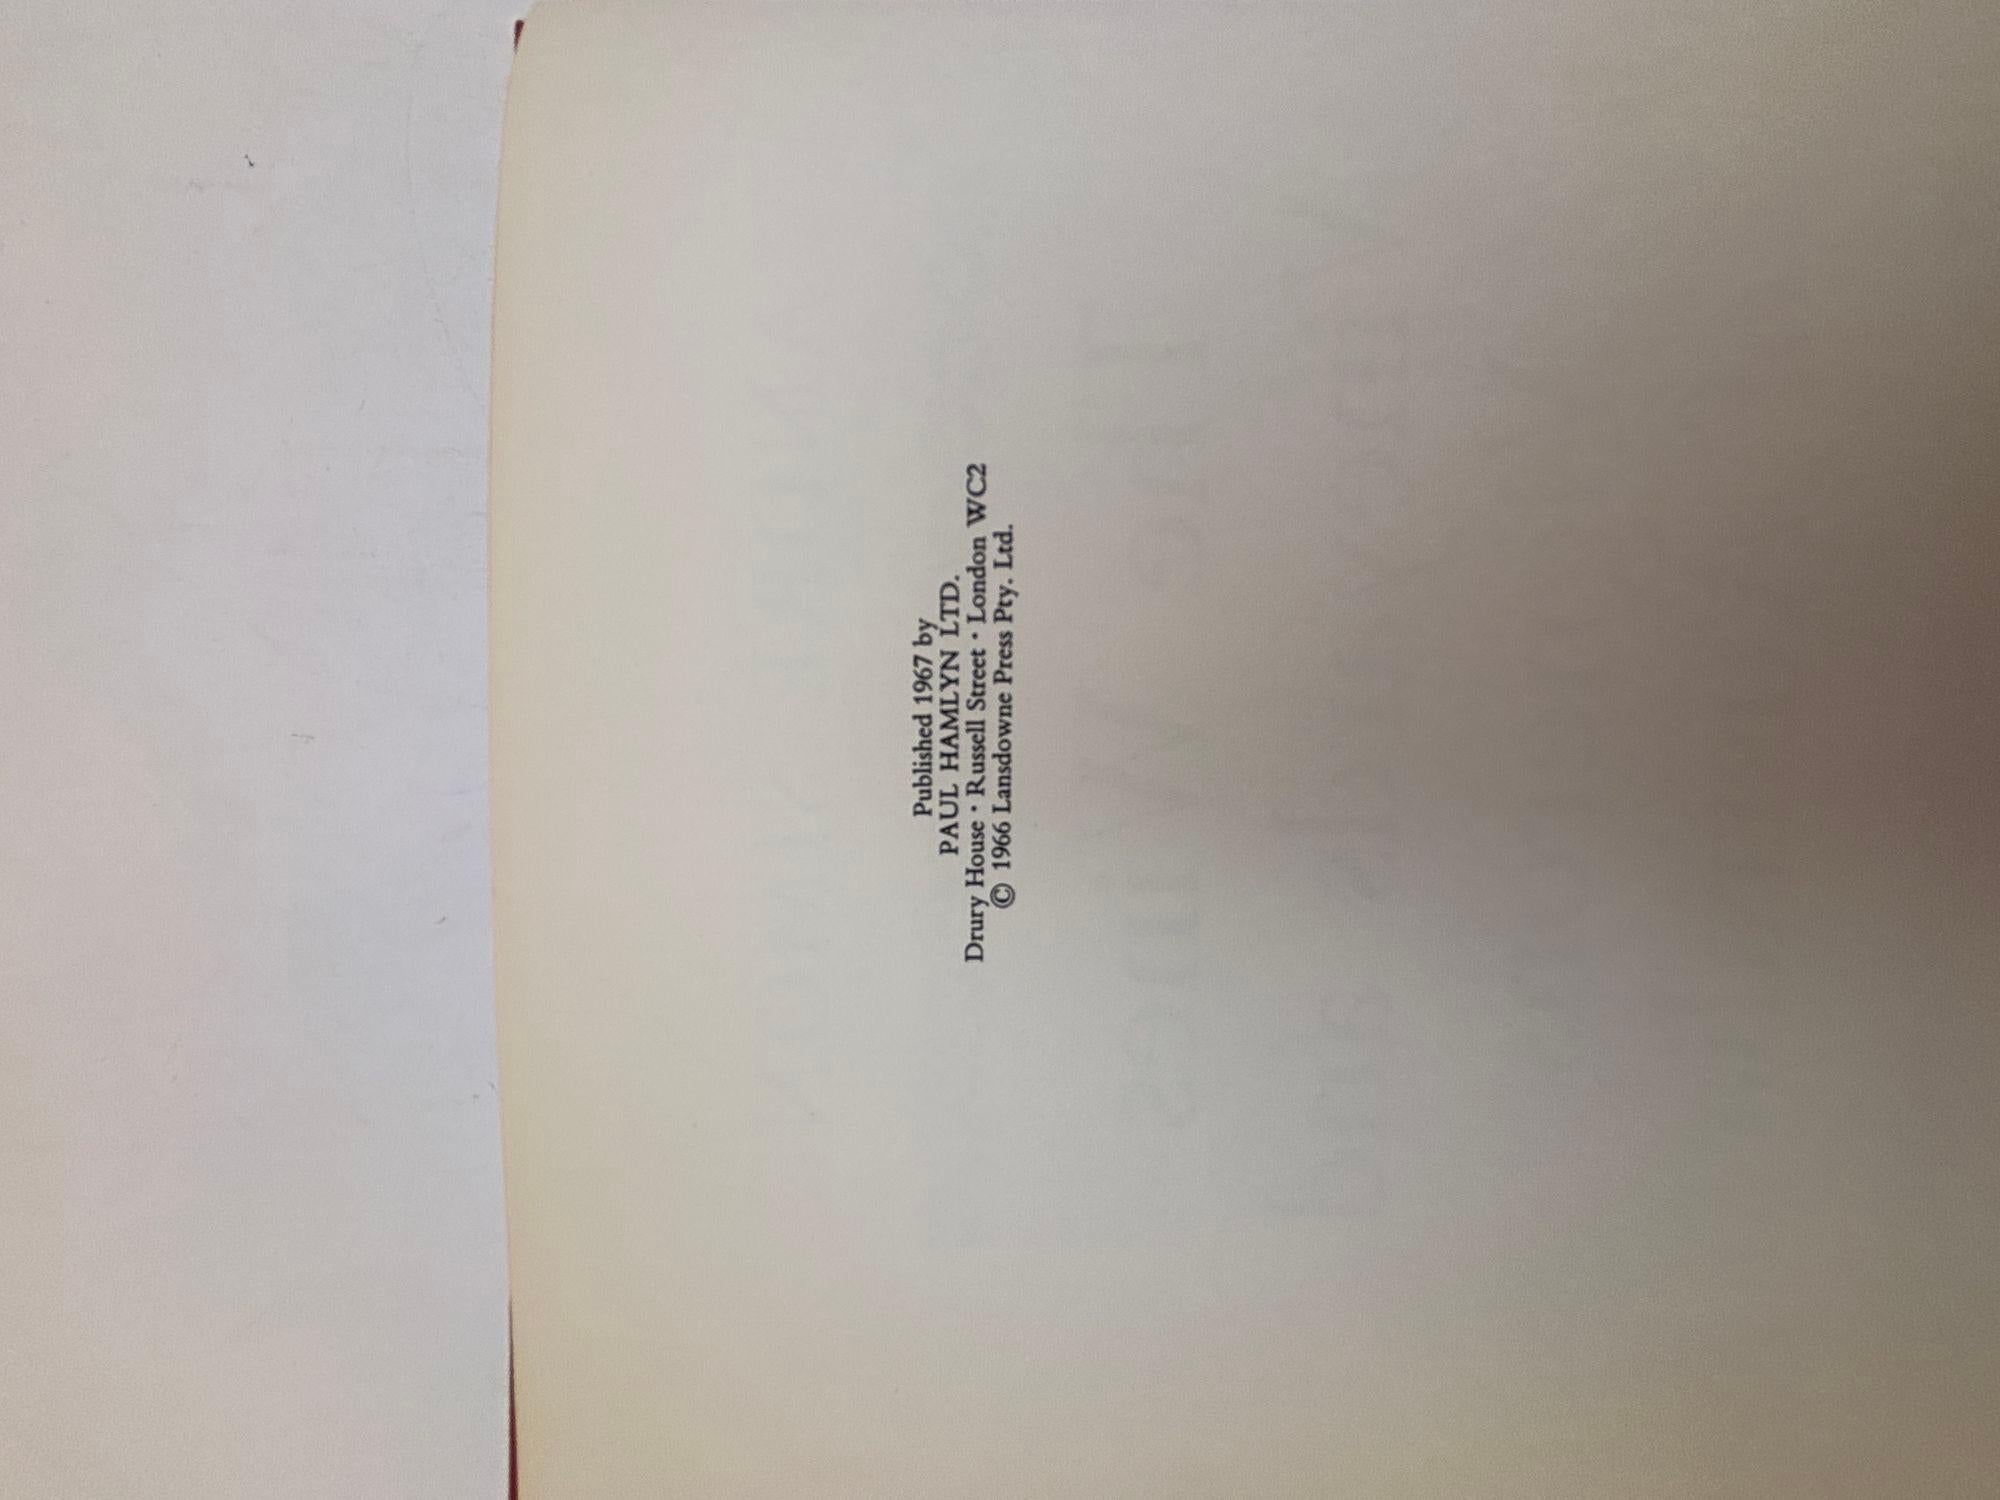 Published 1967 by
PAUL HAMLYN LTD.
Drury House · Russell Street · London WC2
© 1966 Lansdowne Press Pty. Ltd.